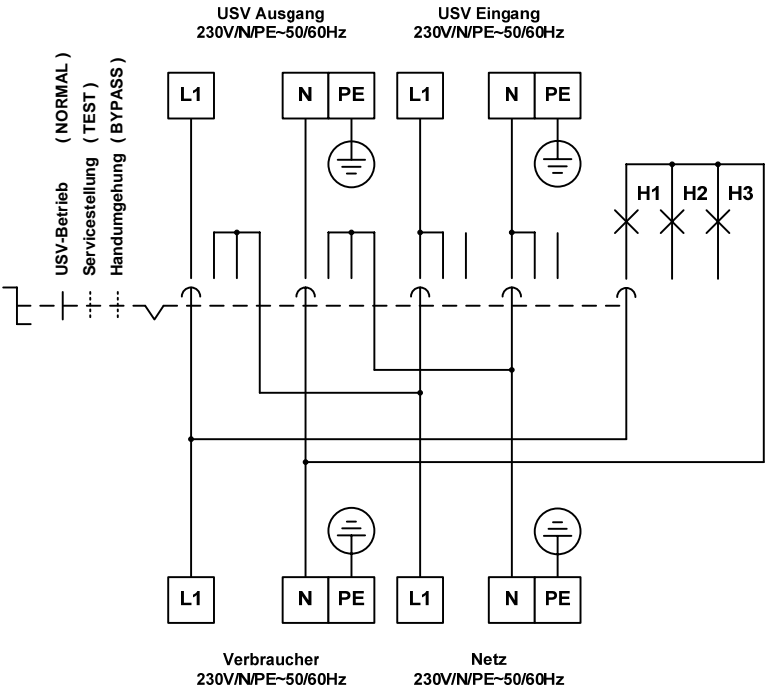 USV Ausgang
230V/N/PE~50/60Hz
USV Eingang
230V/N/PE~50/60Hz
L1
N
PE
L1
N
PE
USV-Betrieb (NORMAL)
Servicestellung (TEST)
Handumgehung (BYPASS)
H1
H2
H3
L1
N
PE
L1
N
PE
Verbraucher
230V/N/PE~50/60Hz
Netz
230V/N/PE~50/60Hz